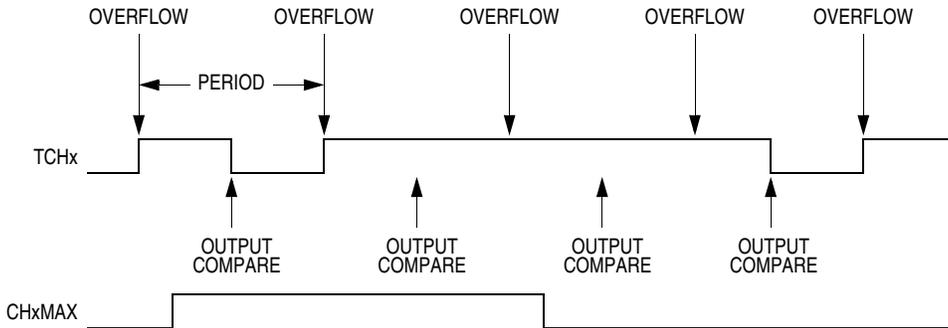 OVERFLOW OVERFLOW OVERFLOW OVERFLOW OVERFLOW
PERIOD
TCHx
OUTPUT OUTPUT OUTPUT OUTPUT
COMPARE COMPARE COMPARE COMPARE
CHxMAX